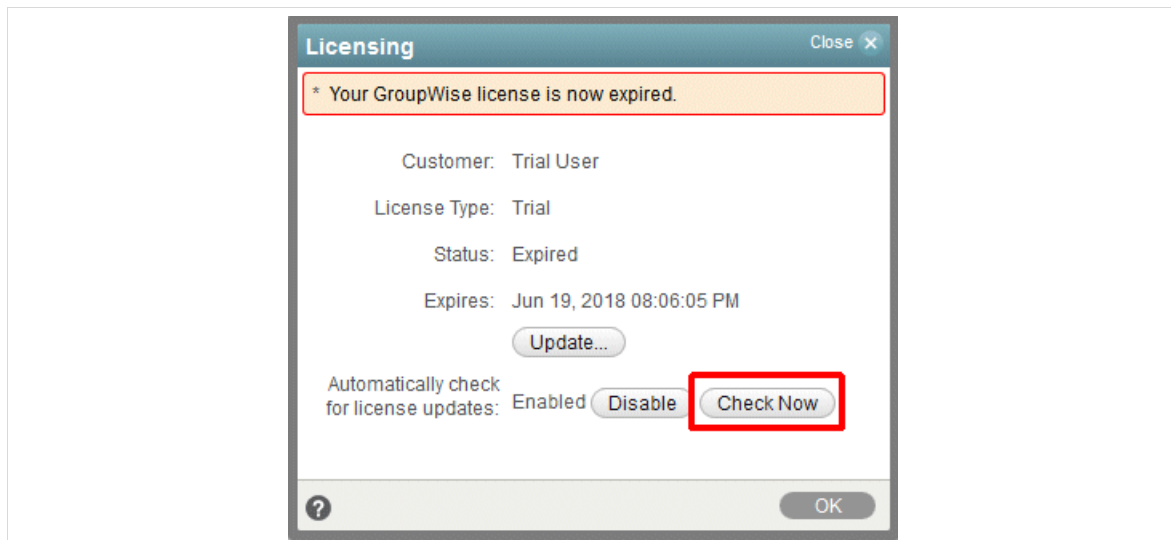 Licensing Close x
* Your GroupWise license is now expired.
Customer: Trial User
License Type: Trial
Status: Expired
Expires: Jun 19, 2018 08:06:05 PM
Update...
Automatically check
for license updates: Enabled Disable Check Now
? OK